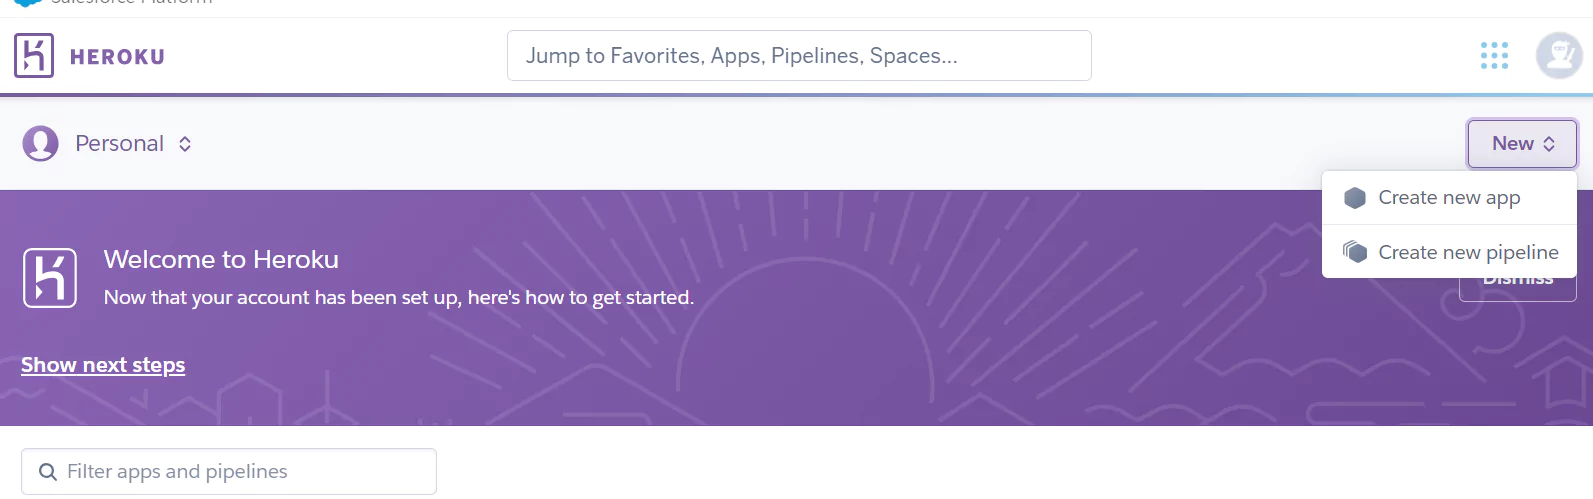 Salesforce Platform
HEROKU
Jump to Favorites, Apps, Pipelines, Spaces...
Personal
New
Create new app
Create new pipeline
Dismiss
Welcome to Heroku
Now that your account has been set up, here's how to get started.
Show next steps
Filter apps and pipelines